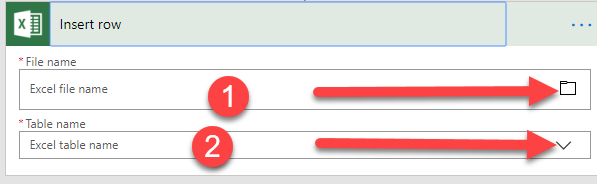 Insert row
...
* File name
Excel file name
1
* Table name
Excel table name
2